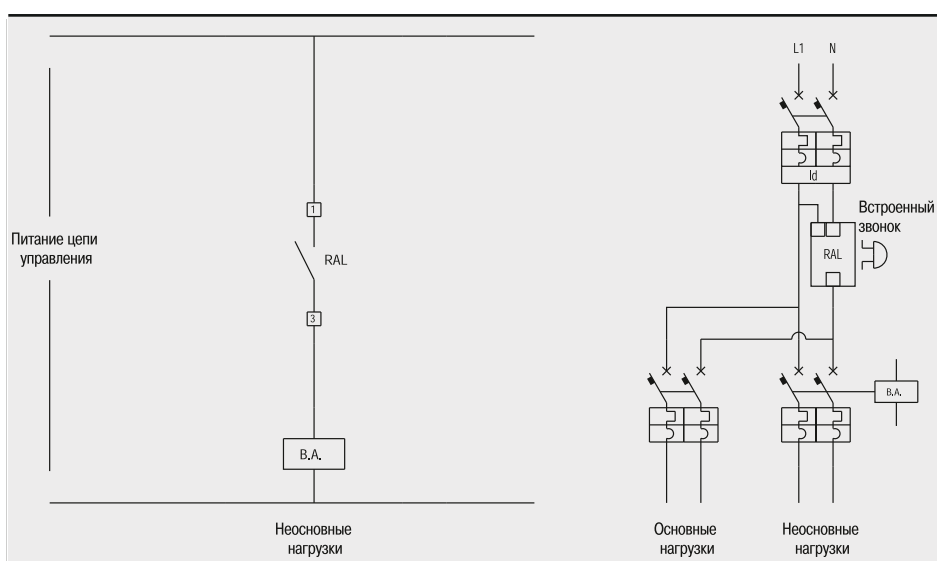 L1 N
Id
Встроенный
звонок
RAL
Питание цепи
управления
1
RAL
3
B.A.
B.A.
Неосновные
нагрузки
Основные
нагрузки
Неосновные
нагрузки